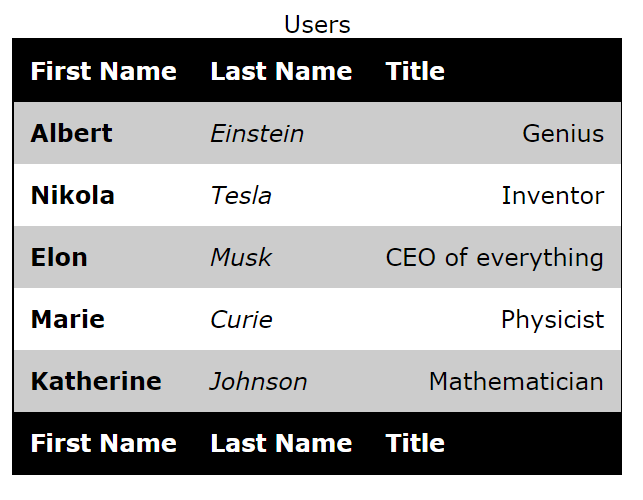 Users
First Name Last Name Title
Albert Einstein Genius
Nikola Tesla Inventor
Elon Musk CEO of everything
Marie Curie Physicist
Katherine Johnson Mathematician
First Name Last Name Title